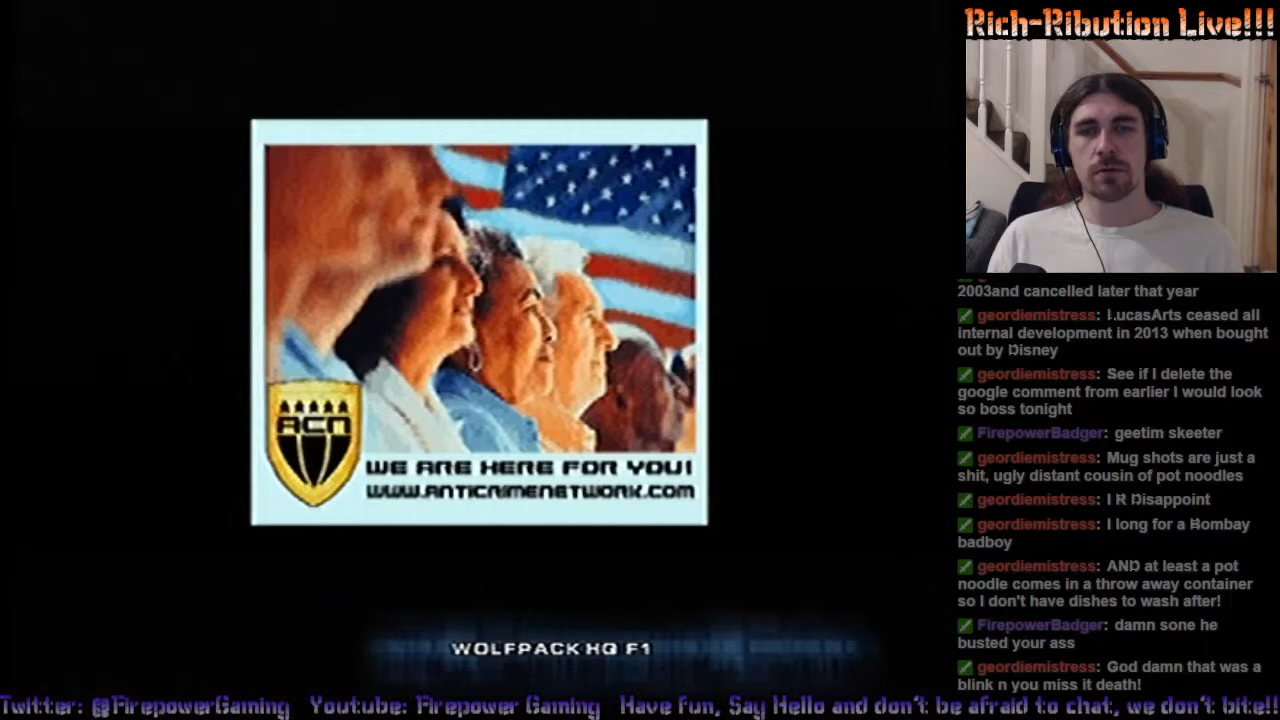 Rich-Ribution Live!!!
ACN
WE ARE HERE FOR YOU!
WWW.ANTICRIMENETWORK.COM
WOLFPACK HQ F1
2003and cancelled later that year
geordiemistress: LucasArts ceased all
internal development in 2013 when bought
out by Disney
geordiemistress: See if I delete the
google comment from earlier I would look
so boss tonight
FirepowerBadger: geetim skeeter
geordiemistress: Mug shots are just a
shit, ugly distant cousin of pot noodles
geordiemistress: I R Disappoint
geordiemistress: I long for a Bombay
badboy
geordiemistress: AND at least a pot
noodle comes in a throw away container
so I don't have dishes to wash after!
FirepowerBadger: damn sone he
busted your ass
geordiemistress: God damn that was a
blink n you miss it death!
Twitter: @FirepowerGaming Youtube: Firepower Gaming Have fun, Say Hello and don't be afraid to chat, we don't bite!!